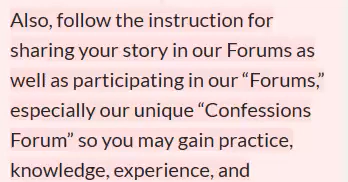 Also, follow the instruction for
sharing your story in our Forums as
well as participating in our “Forums,”
especially our unique “Confessions
Forum” so you may gain practice,
knowledge, experience, and